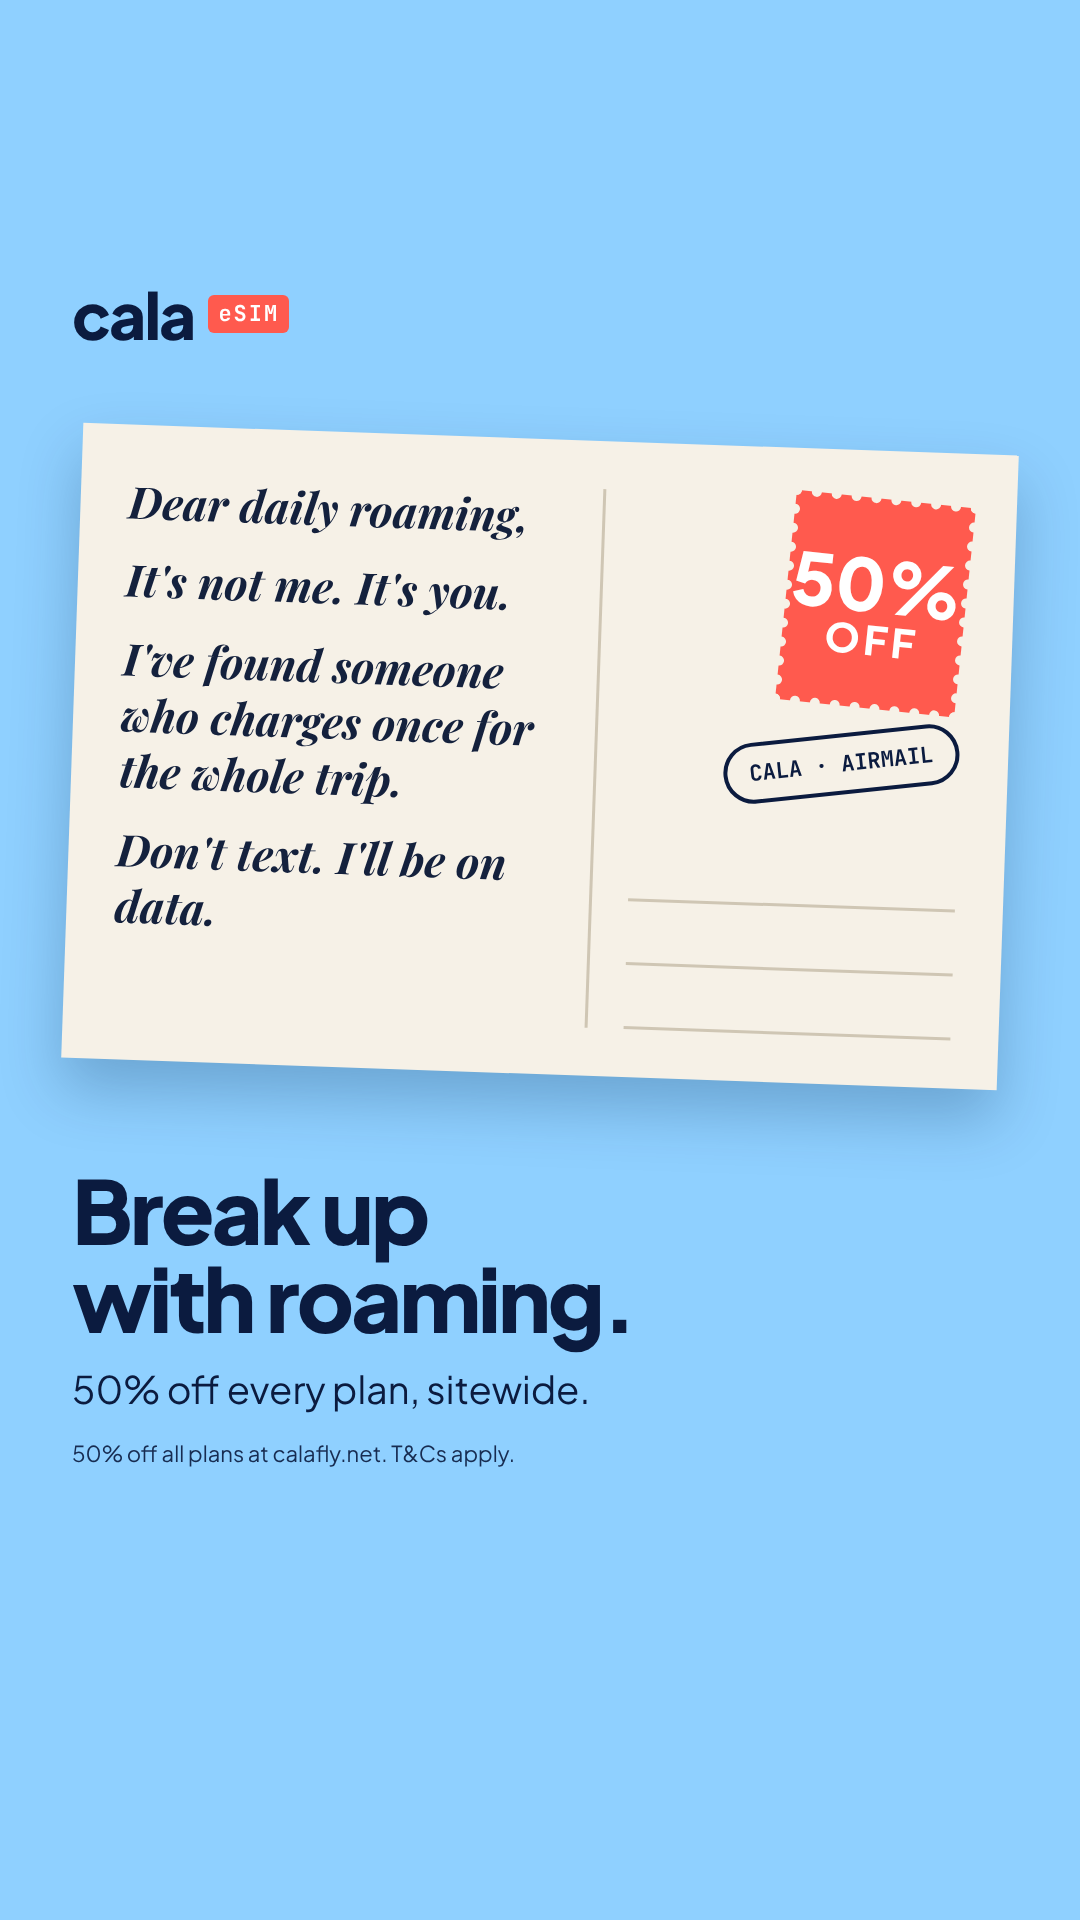 cala eSIM
Dear daily roaming,
It's not me. It's you.
I've found someone
who charges once for
the whole trip.
Don't text. I'll be on
data.
50%
OFF
CALA · AIRMAIL
Break up
with roaming.
50% off every plan, sitewide.
50% off all plans at calafly.net. T&Cs apply.